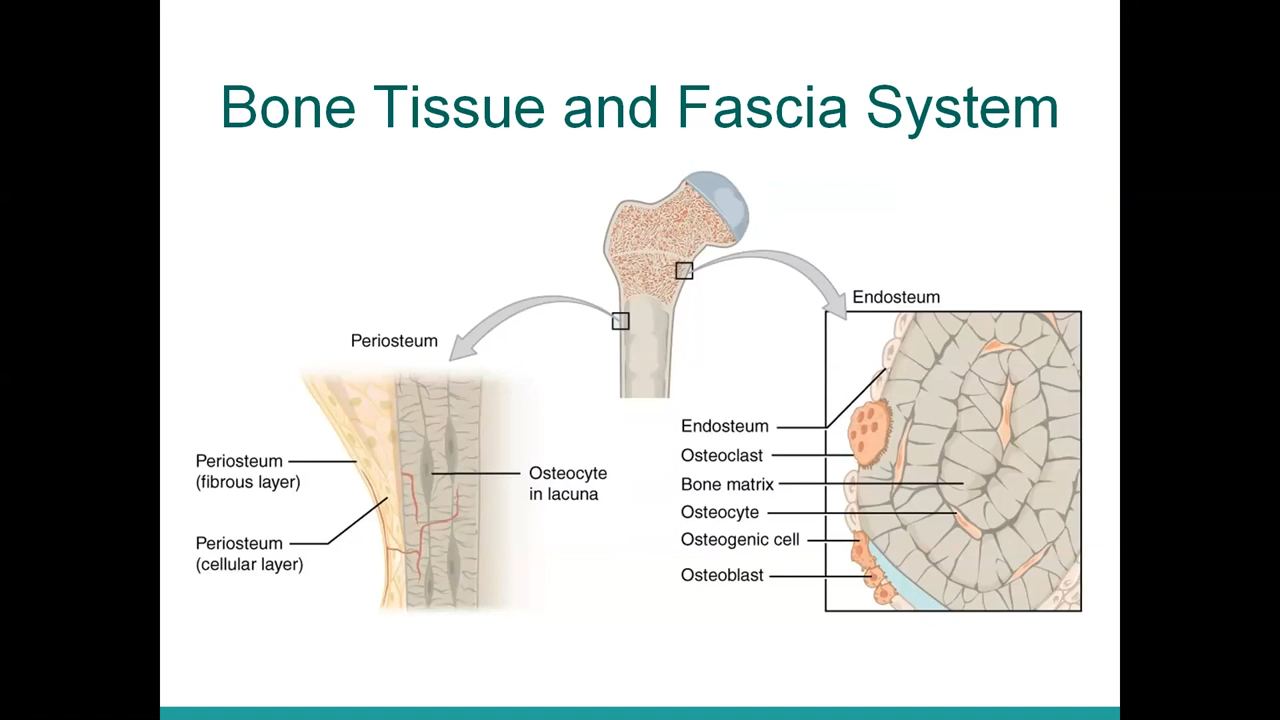 Bone Tissue and Fascia System
Periosteum
Periosteum
(fibrous layer)
Periosteum
(cellular layer)
Osteocyte
in lacuna
Endosteum
Endosteum
Osteoclast
Bone matrix
Osteocyte
Osteogenic cell
Osteoblast